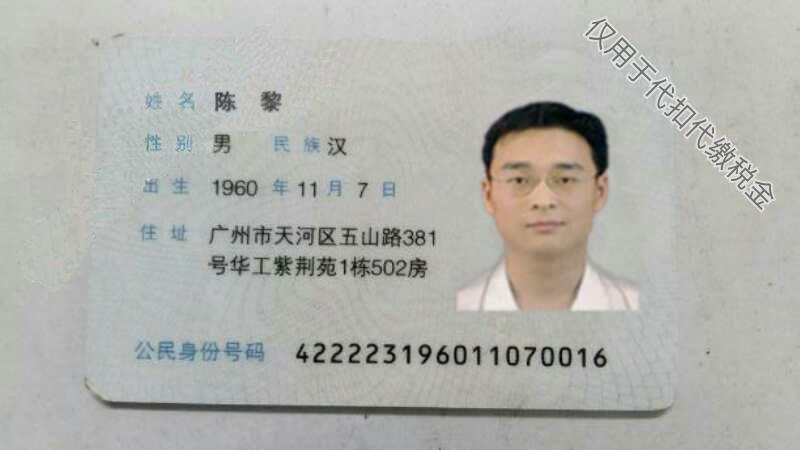 仅用于代扣代缴税金
姓名 陈 黎
性别 男 民族 汉
出生 1960 年 11 月 7 日
住址 广州市天河区五山路381
号华工紫荆苑1栋502房
公民身份号码 422223196011070016